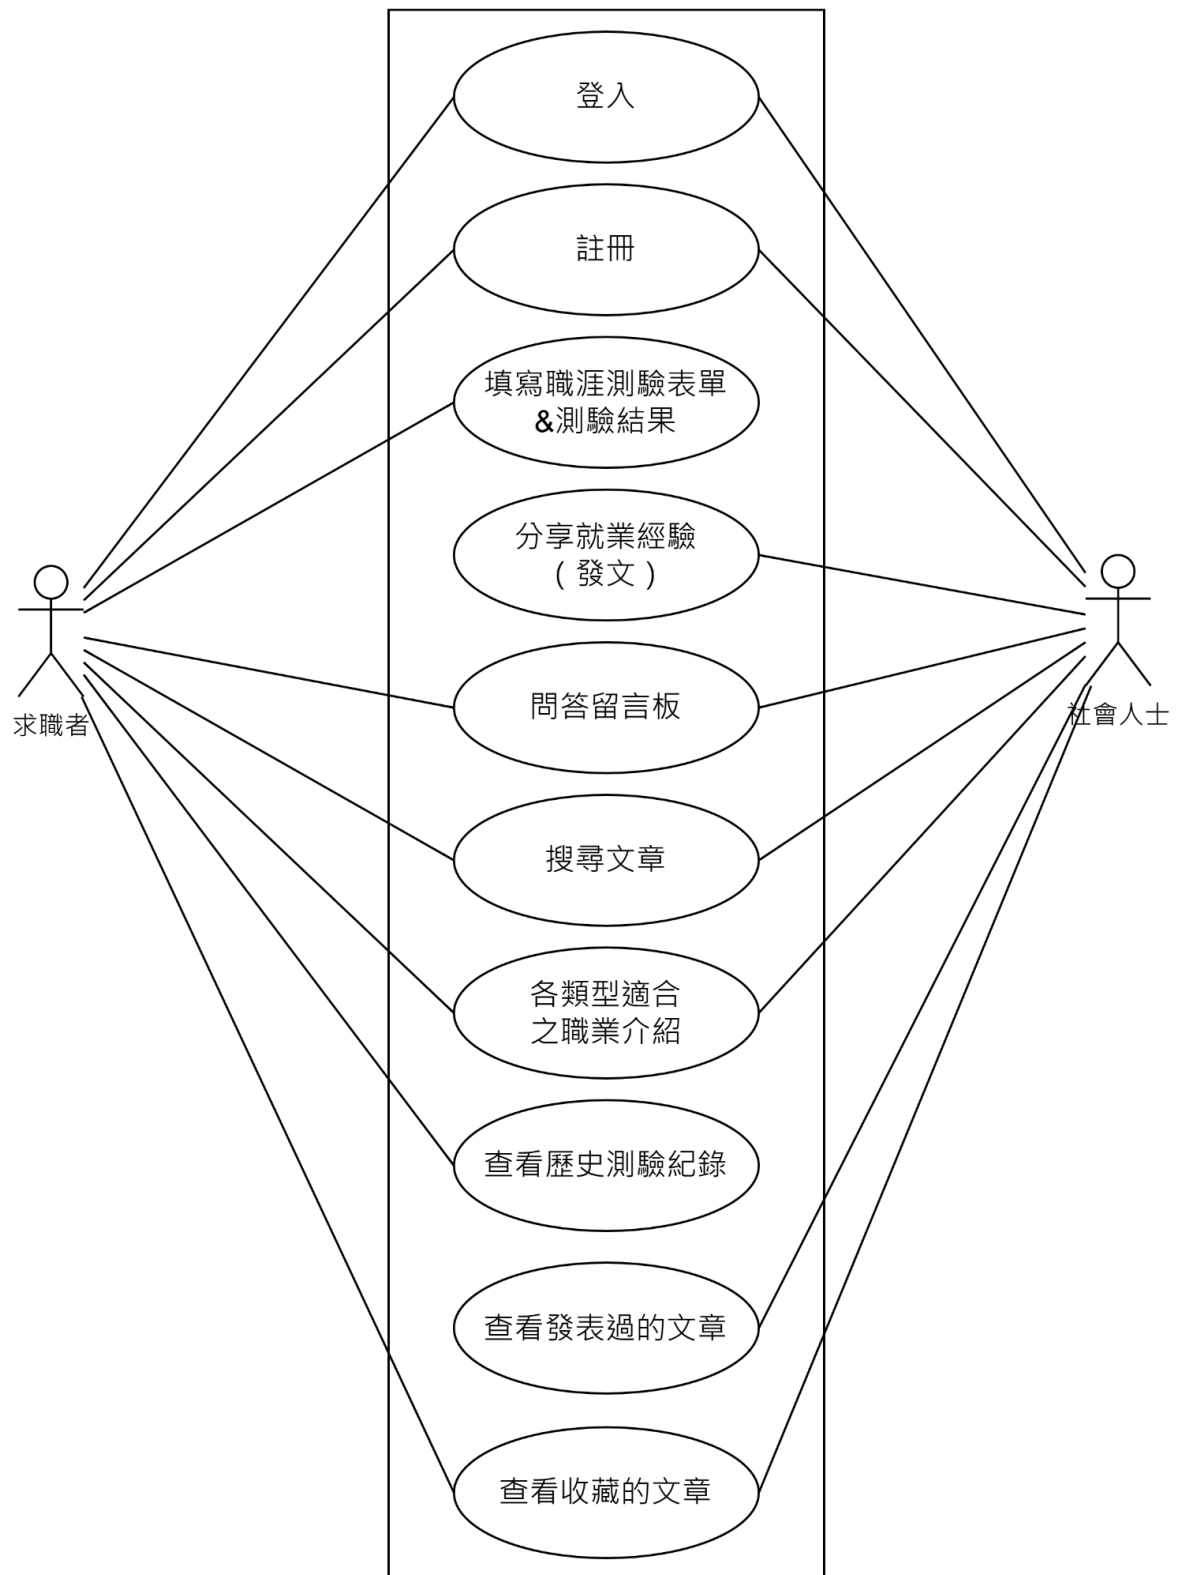 登入
註冊
填寫職涯測驗表單
&測驗結果
分享就業經驗
（發文）
問答留言板
求職者
社會人士
搜尋文章
各類型適合
之職業介紹
查看歷史測驗紀錄
查看發表過的文章
查看收藏的文章